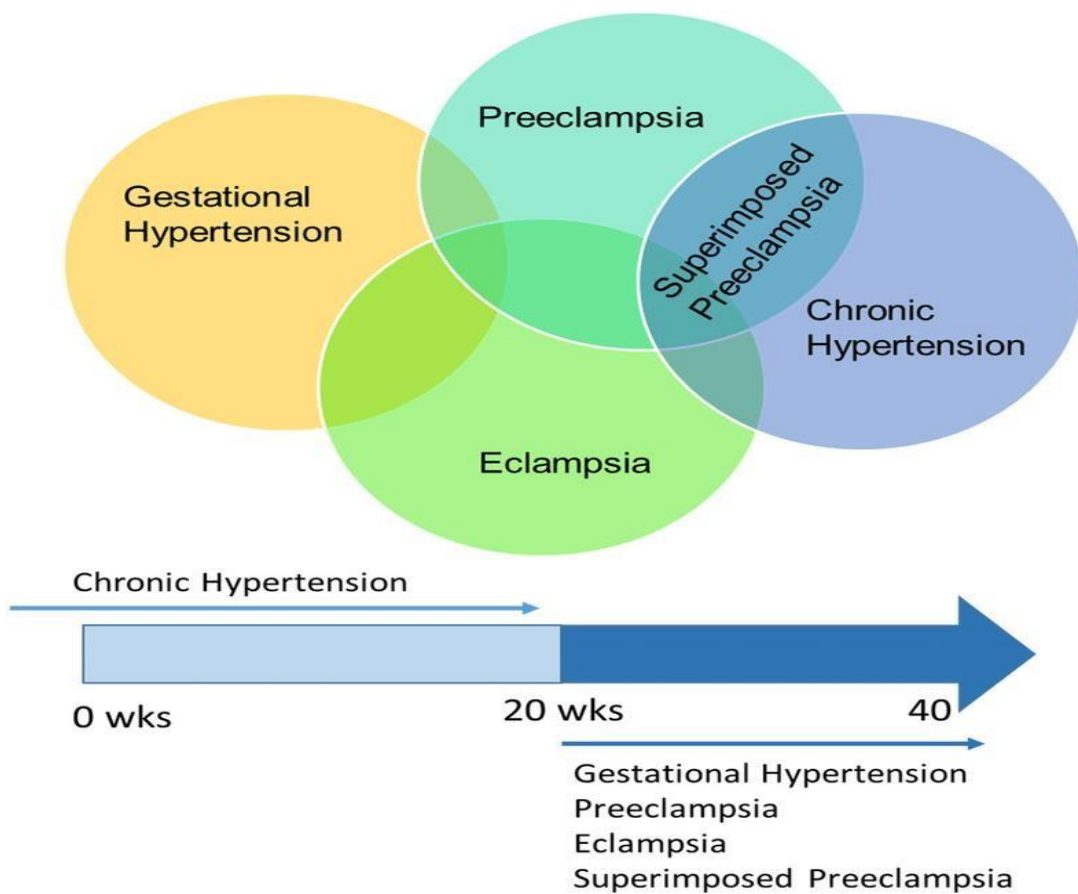 Preeclampsia
Gestational
Hypertension
Superimposed
Preeclampsia
Chronic
Hypertension
Eclampsia
Chronic Hypertension
0 wks
20 wks
40
Gestational Hypertension
Preeclampsia
Eclampsia
Superimposed Preeclampsia